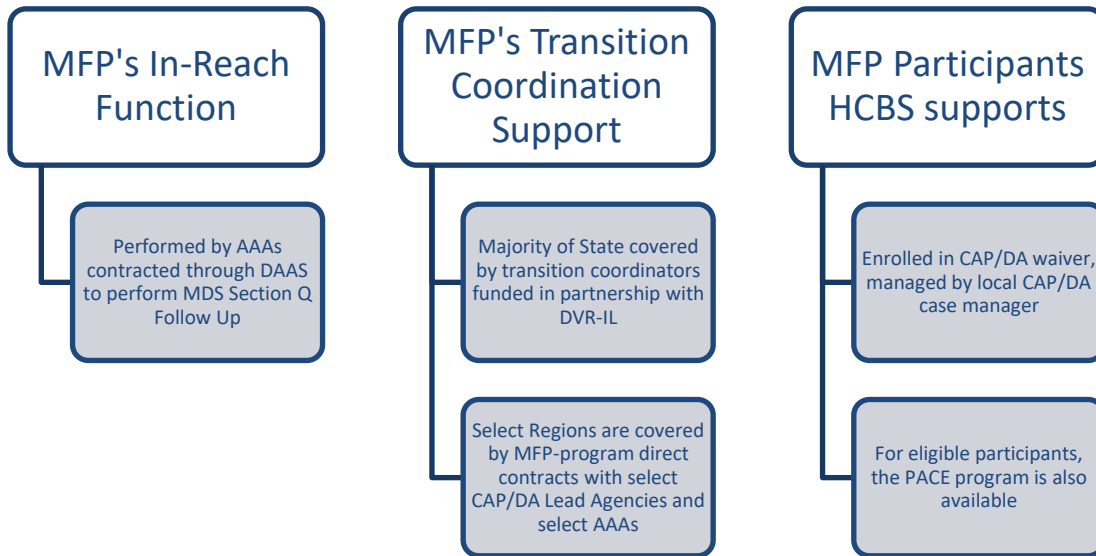 MFP's In-Reach
Function
Performed by AAAs
contracted through DAAS
to perform MDS Section Q
Follow Up
MFP's Transition
Coordination
Support
Majority of State covered
by transition coordinators
funded in partnership with
DVR-IL
Select Regions are covered
by MFP-program direct
contracts with select
CAP/DA Lead Agencies and
select AAAs
MFP Participants
HCBS supports
Enrolled in CAP/DA waiver,
managed by local CAP/DA
case manager
For eligible participants,
the PACE program is also
available